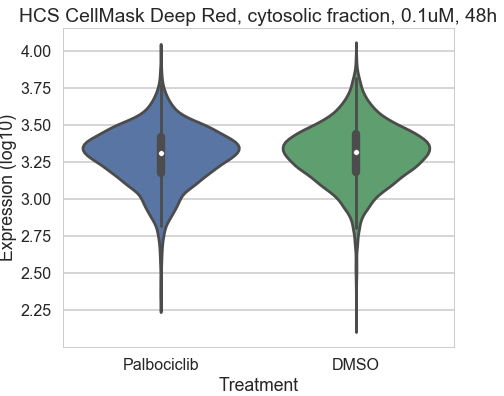 HCS CellMask Deep Red, cytosolic fraction, 0.1uM, 48h
4.00
3.75
3.50
3.25
3.00
2.75
2.50
2.25
Expression (log10)
Palbociclib DMSO
Treatment